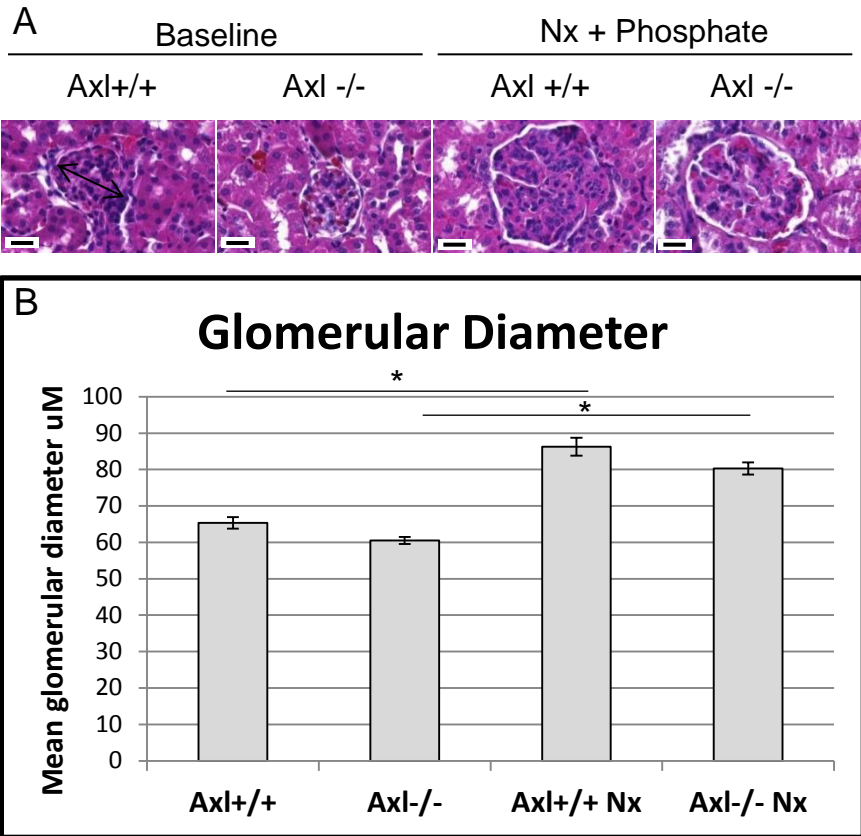 A
Baseline
Nx + Phosphate
Axl+/+
Axl -/-
Axl +/+
Axl -/-
B
Glomerular Diameter
*
*
Mean glomerular diameter uM
100
90
80
70
60
50
40
30
20
10
0
Axl+/+
Axl-/-
Axl+/+ Nx
Axl-/- Nx